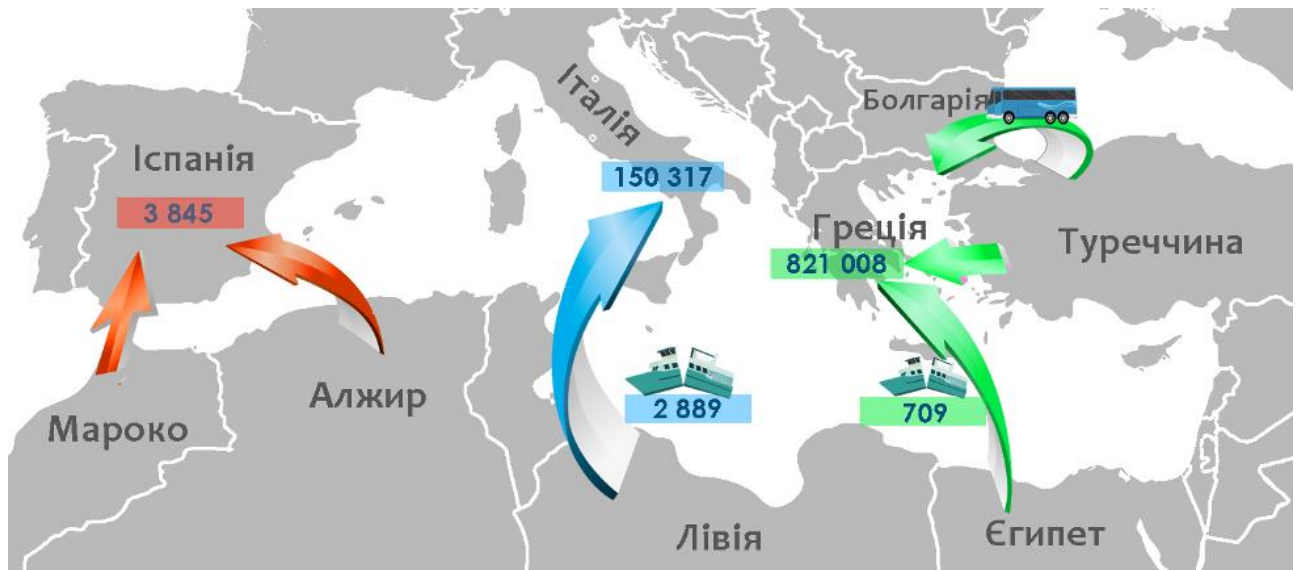 Італія
Болгарія
Іспанія
150 317
3 845
Греція
Туреччина
821 008
Алжир
2 889
709
Мароко
Лівія
Єгипет